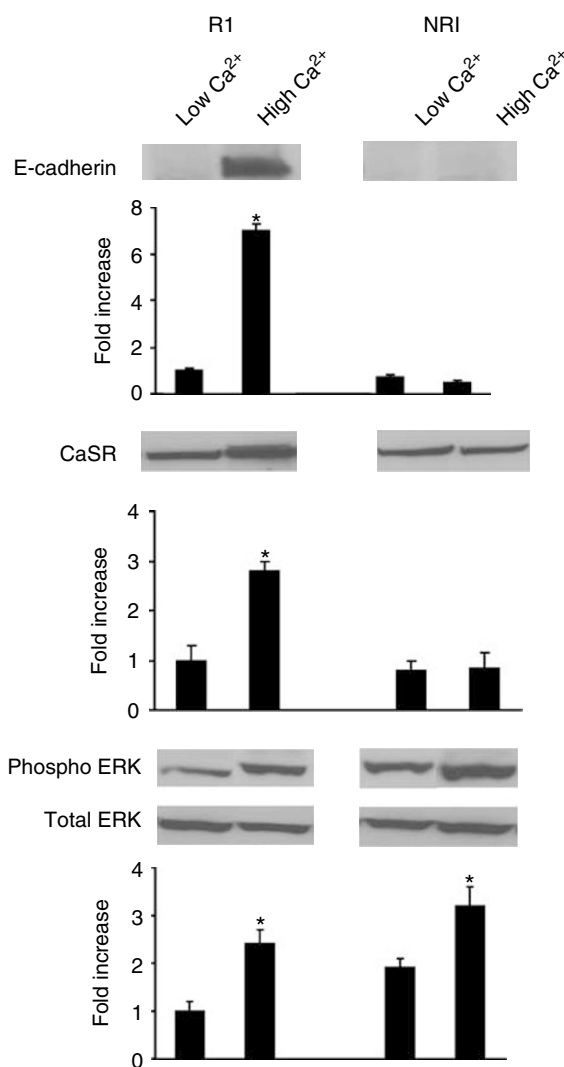 R1 NRI
Low Ca²⁺ High Ca²⁺ Low Ca²⁺ High Ca²⁺
E-cadherin
8
*
6
Fold increase
4
2
0
CaSR
4
*
3
Fold increase
2
1
0
Phospho ERK
Total ERK
4
*
*
3
Fold increase
2
1
0